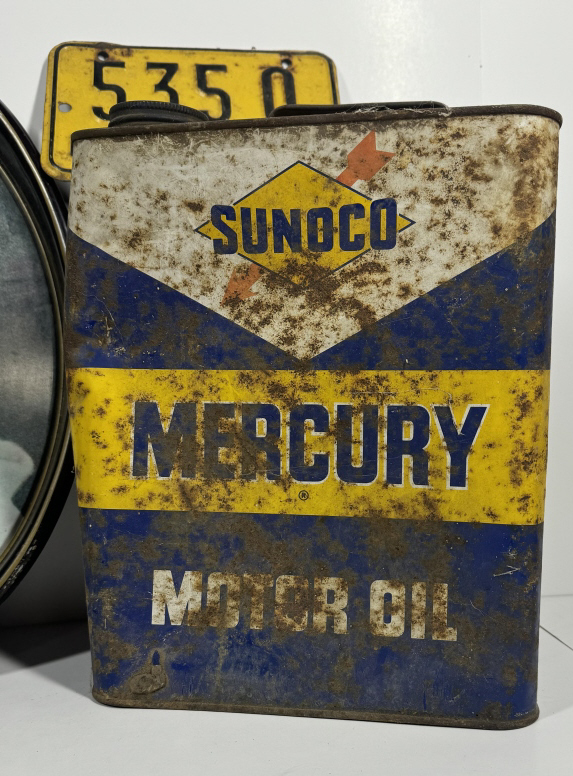 535 0
SUNOCO
MERCURY
®
MOTOR OIL